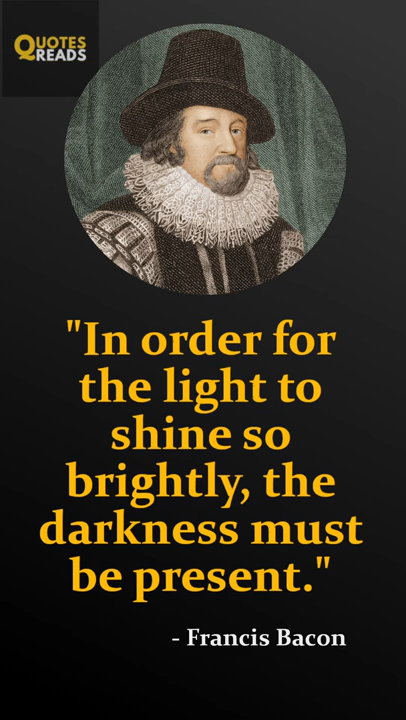 QUOTES
READS
"In order for
the light to
shine so
brightly, the
darkness must
be present."
- Francis Bacon